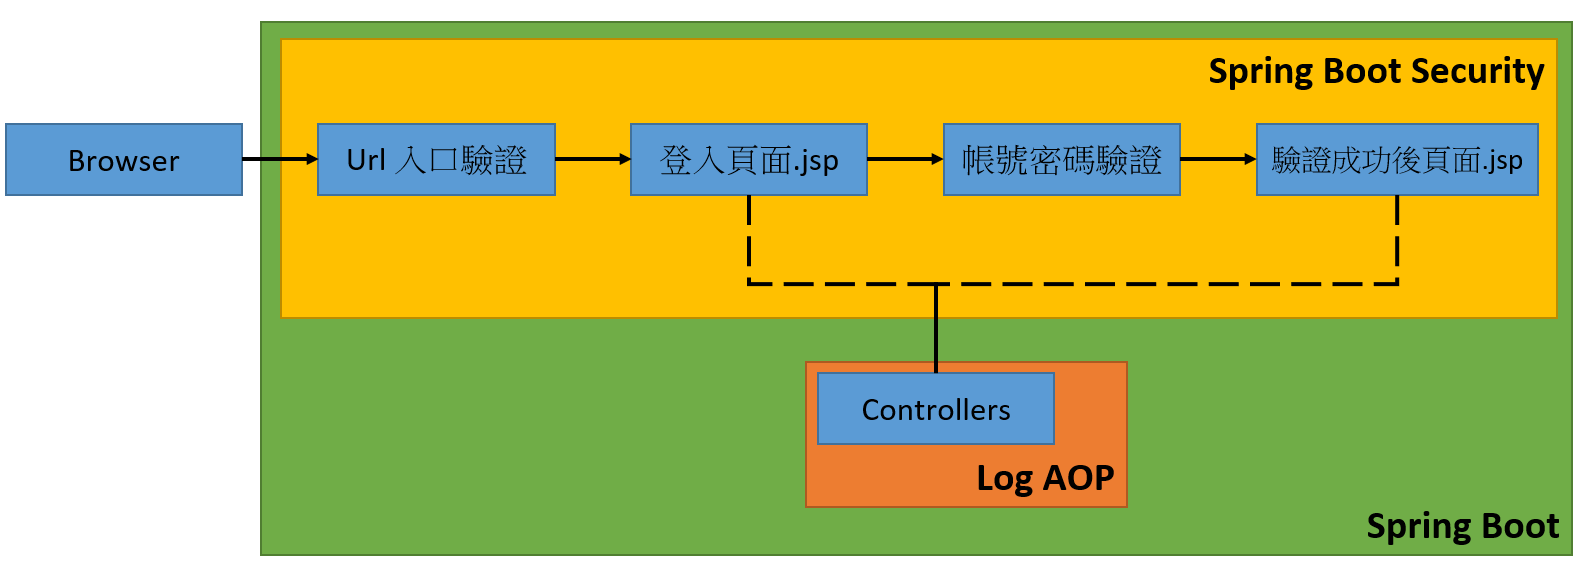 Spring Boot Security
Browser
Url 入口驗證
登入頁面.jsp
帳號密碼驗證
驗證成功後頁面.jsp
Controllers
Log AOP
Spring Boot